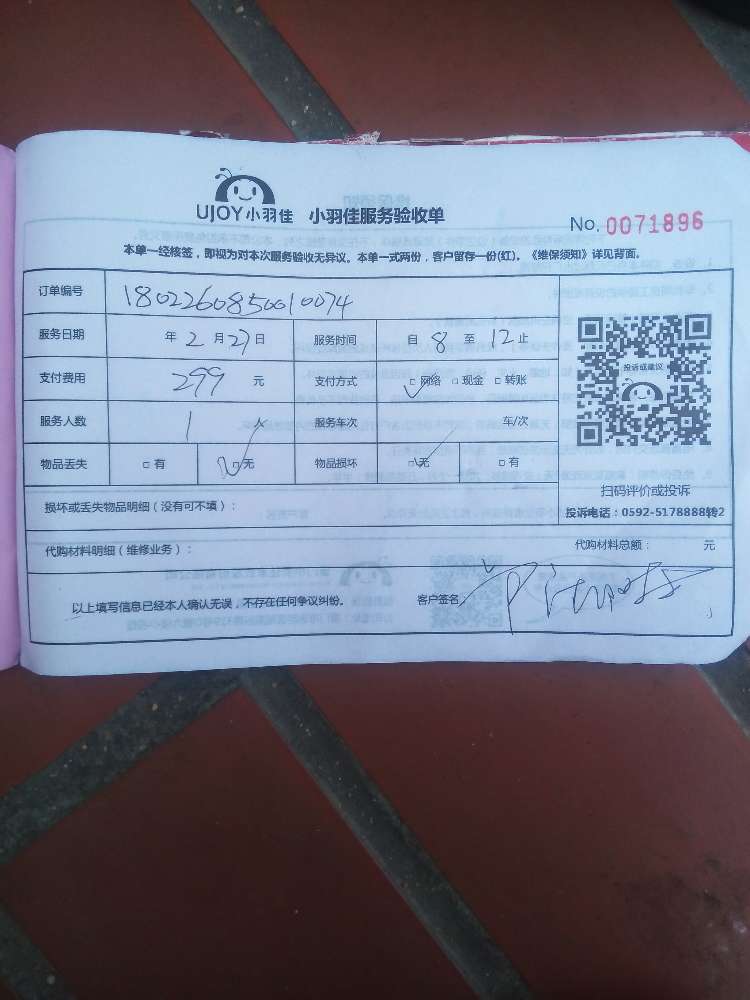 UJOY小羽佳 小羽佳服务验收单 No. 0071896
本单一经核签，即视为对本次服务验收无异议。本单一式两份，客户留存一份(红)。《维保须知》详见背面。
订单编号 1802260850010074
服务日期 年 2 月 27 日 服务时间 自 8 至 12 止
投诉或建议
支付费用 299 元 支付方式 □ 网络 □ 现金 □ 转账
服务人数 1 人 服务车次 车/次
物品丢失 □ 有 □ 无 物品损坏 □ 无 □ 有
扫码评价或投诉
损坏或丢失物品明细（没有可不填）： 投诉电话：0592-5178888转2
代购材料明细（维修业务）： 代购材料总额： 元
以上填写信息已经本人确认无误，不存在任何争议纠纷。 客户签名：